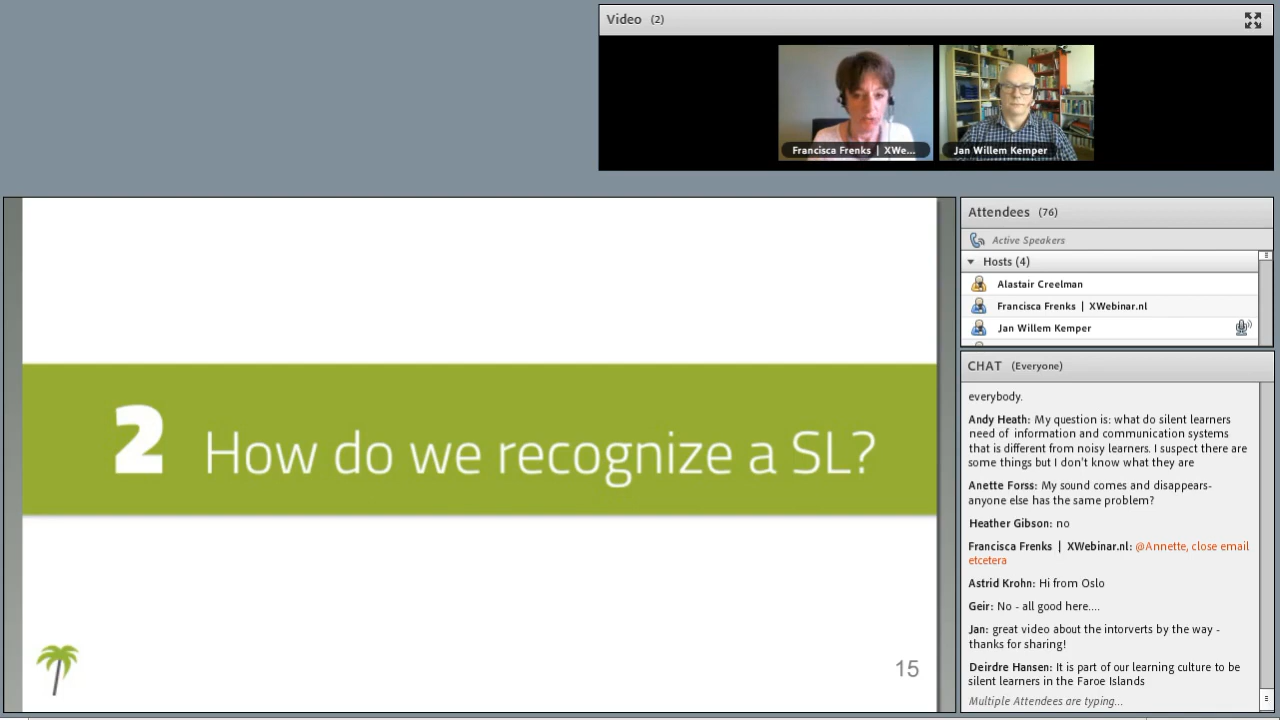 Video (2)
Francisca Frenks | XWe...
Jan Willem Kemper
Attendees (76)
Active Speakers
Hosts (4)
Alastair Creelman
Francisca Frenks | XWebinar.nl
Jan Willem Kemper
2 How do we recognize a SL?
15
CHAT (Everyone)
everybody.
Andy Heath: My question is: what do silent learners
need of information and communication systems
that is different from noisy learners. I suspect there are
some things but I don't know what they are
Anette Forss: My sound comes and disappears-
anyone else has the same problem?
Heather Gibson: no
Francisca Frenks | XWebinar.nl: @Annette, close email
etcetera
Astrid Krohn: Hi from Oslo
Geir: No - all good here....
Jan: great video about the intorverts by the way -
thanks for sharing!
Deirdre Hansen: It is part of our learning culture to be
silent learners in the Faroe Islands
Multiple Attendees are typing...